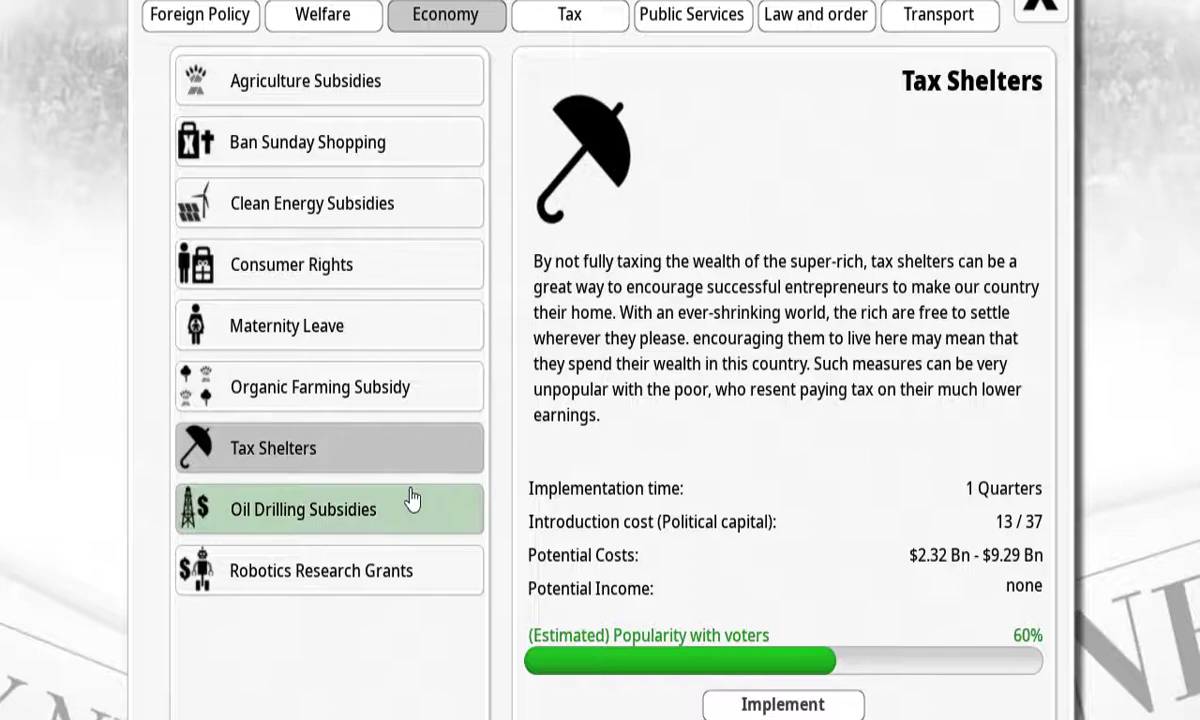 Foreign Policy
Welfare
Economy
Tax
Public Services
Law and order
Transport
X
Agriculture Subsidies
Ban Sunday Shopping
Clean Energy Subsidies
Consumer Rights
Maternity Leave
Organic Farming Subsidy
Tax Shelters
Oil Drilling Subsidies
Robotics Research Grants
Tax Shelters
By not fully taxing the wealth of the super-rich, tax shelters can be a
great way to encourage successful entrepreneurs to make our country
their home. With an ever-shrinking world, the rich are free to settle
wherever they please. encouraging them to live here may mean that
they spend their wealth in this country. Such measures can be very
unpopular with the poor, who resent paying tax on their much lower
earnings.
Implementation time: 1 Quarters
Introduction cost (Political capital): 13 / 37
Potential Costs: $2.32 Bn - $9.29 Bn
Potential Income: none
(Estimated) Popularity with voters 60%
Implement